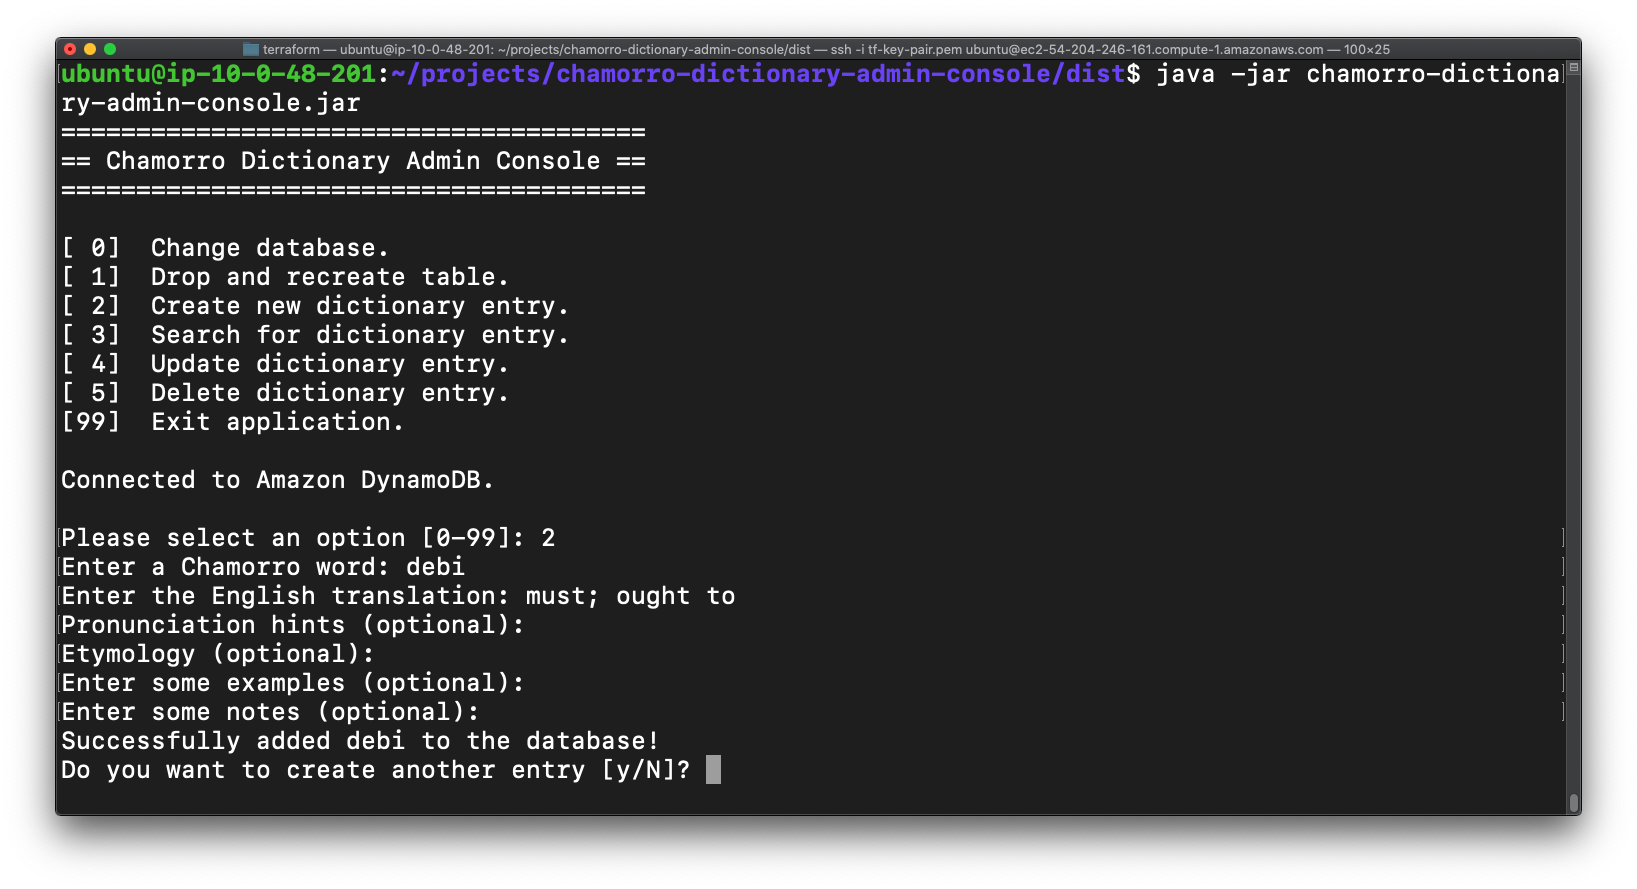 terraform — ubuntu@ip-10-0-48-201: ~/projects/chamorro-dictionary-admin-console/dist — ssh -i tf-key-pair.pem ubuntu@ec2-54-204-246-161.compute-1.amazonaws.com — 100×25
ubuntu@ip-10-0-48-201:~/projects/chamorro-dictionary-admin-console/dist$ java -jar chamorro-dictiona
ry-admin-console.jar
=======================================
== Chamorro Dictionary Admin Console ==
=======================================
[ 0]  Change database.
[ 1]  Drop and recreate table.
[ 2]  Create new dictionary entry.
[ 3]  Search for dictionary entry.
[ 4]  Update dictionary entry.
[ 5]  Delete dictionary entry.
[99]  Exit application.
Connected to Amazon DynamoDB.
Please select an option [0-99]: 2
Enter a Chamorro word: debi
Enter the English translation: must; ought to
Pronunciation hints (optional):
Etymology (optional):
Enter some examples (optional):
Enter some notes (optional):
Successfully added debi to the database!
Do you want to create another entry [y/N]?